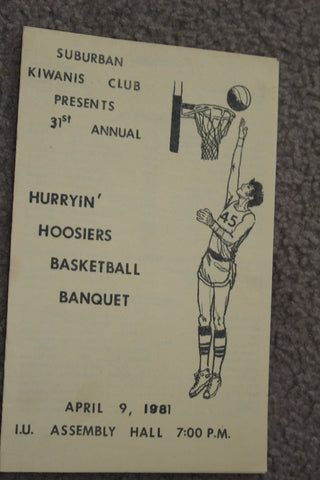 SUBURBAN
KIWANIS CLUB
PRESENTS
31st ANNUAL
HURRYIN'
HOOSIERS
BASKETBALL
BANQUET
45
APRIL 9, 1981
I.U. ASSEMBLY HALL 7:00 P.M.